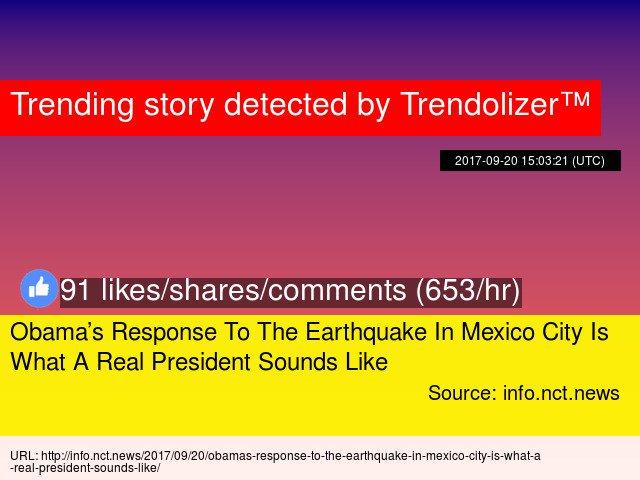 Trending story detected by Trendolizer™
2017-09-20 15:03:21 (UTC)
91 likes/shares/comments (653/hr)
Obama’s Response To The Earthquake In Mexico City Is
What A Real President Sounds Like
Source: info.nct.news
URL: http://info.nct.news/2017/09/20/obamas-response-to-the-earthquake-in-mexico-city-is-what-a
-real-president-sounds-like/